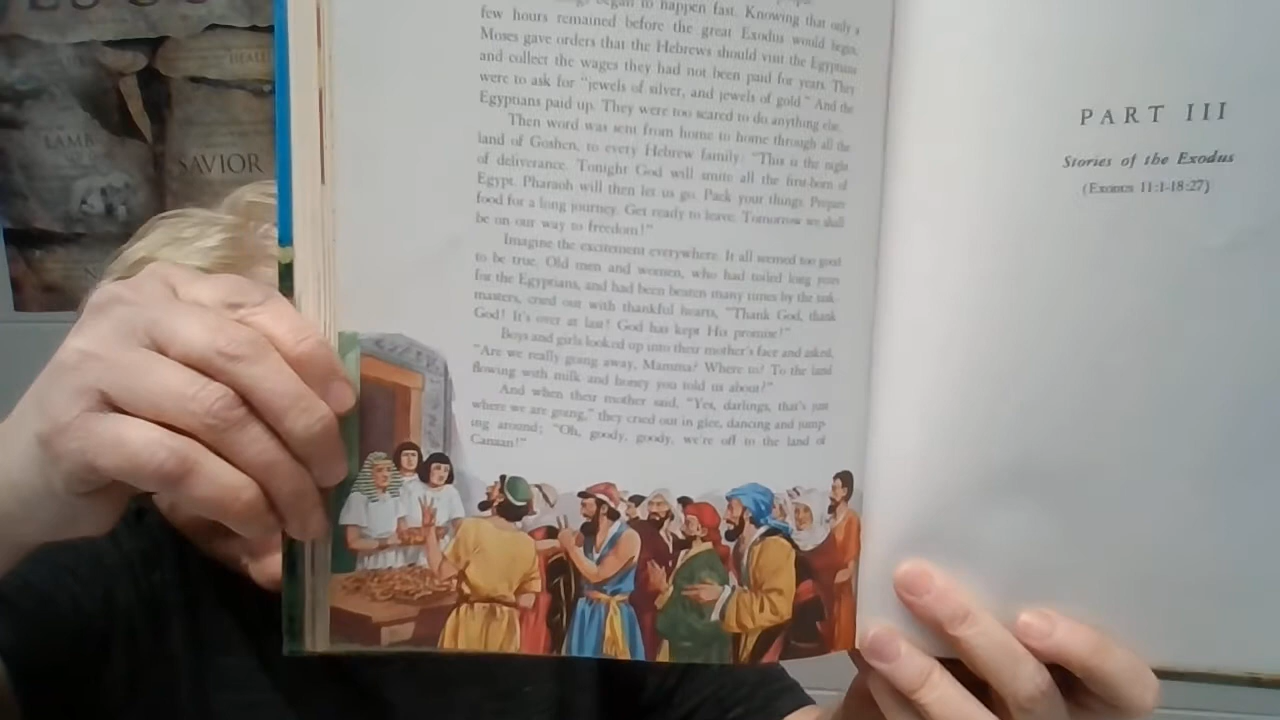 ESUS
LAMB
SAVIOR
began to happen fast. Knowing that only a
few hours remained before the great Exodus would begin,
Moses gave orders that the Hebrews should visit the Egyptians
and collect the wages they had not been paid for years. They
were to ask for "jewels of silver, and jewels of gold." And the
Egyptians paid up. They were too scared to do anything else.
Then word was sent from home to home through all the
land of Goshen, to every Hebrew family: "This is the night
of deliverance. Tonight God will smite all the first-born of
Egypt. Pharaoh will then let us go. Pack your things. Prepare
food for a long journey. Get ready to leave. Tomorrow we shall
be on our way to freedom!"
Imagine the excitement everywhere. It all seemed too good
to be true. Old men and women, who had toiled long years
for the Egyptians, and had been beaten many times by the task-
masters, cried out with thankful hearts, "Thank God, thank
God! It's over at last! God has kept His promise!"
Boys and girls looked up into their mother's face and asked,
"Are we really going away, Mamma? Where to? To the land
flowing with milk and honey you told us about?"
And when their mother said, "Yes, darlings, that's just
where we are going," they cried out in glee, dancing and jump-
ing around; "Oh, goody, goody, we're off to the land of
Canaan!"
PART III
Stories of the Exodus
(Exodus 11:1-18:27)